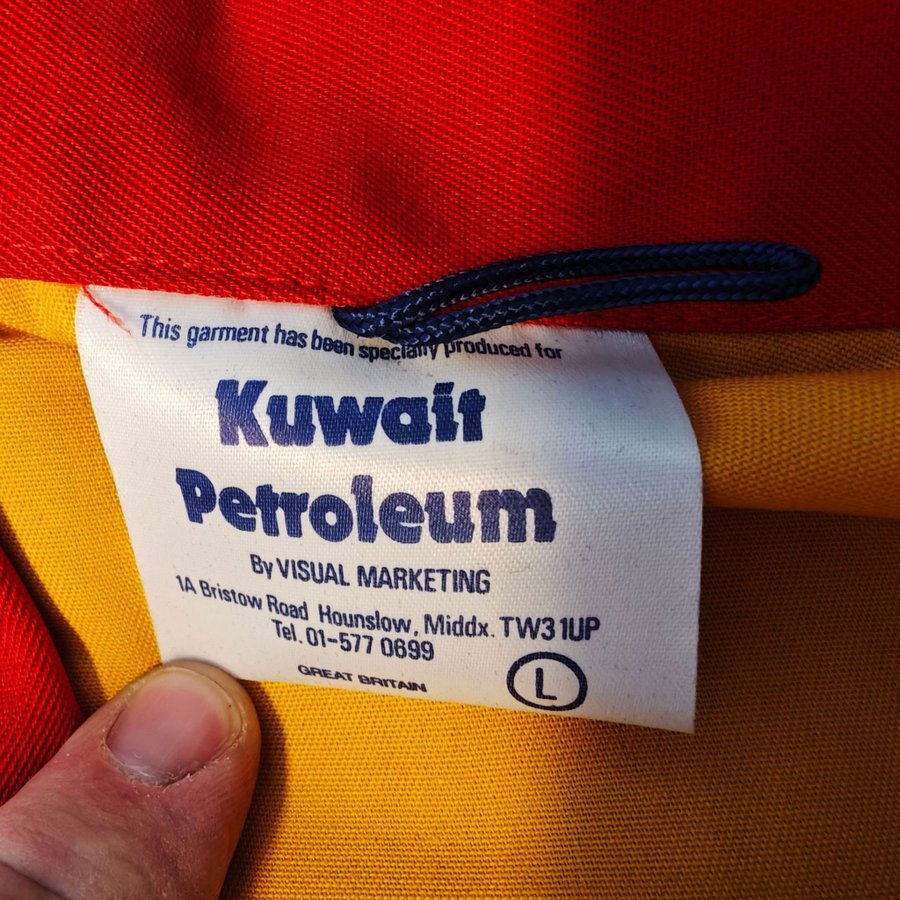 This garment has been specially produced for
Kuwait
Petroleum
By VISUAL MARKETING
1A Bristow Road Hounslow, Middx. TW3 1UP
Tel. 01-577 0699
GREAT BRITAIN
L